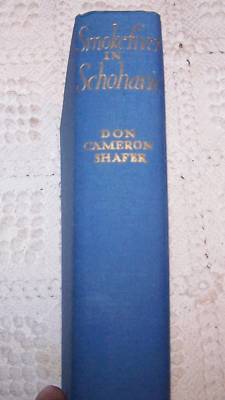 Smokefires
IN
Schoharie
DON
CAMERON
SHAFER